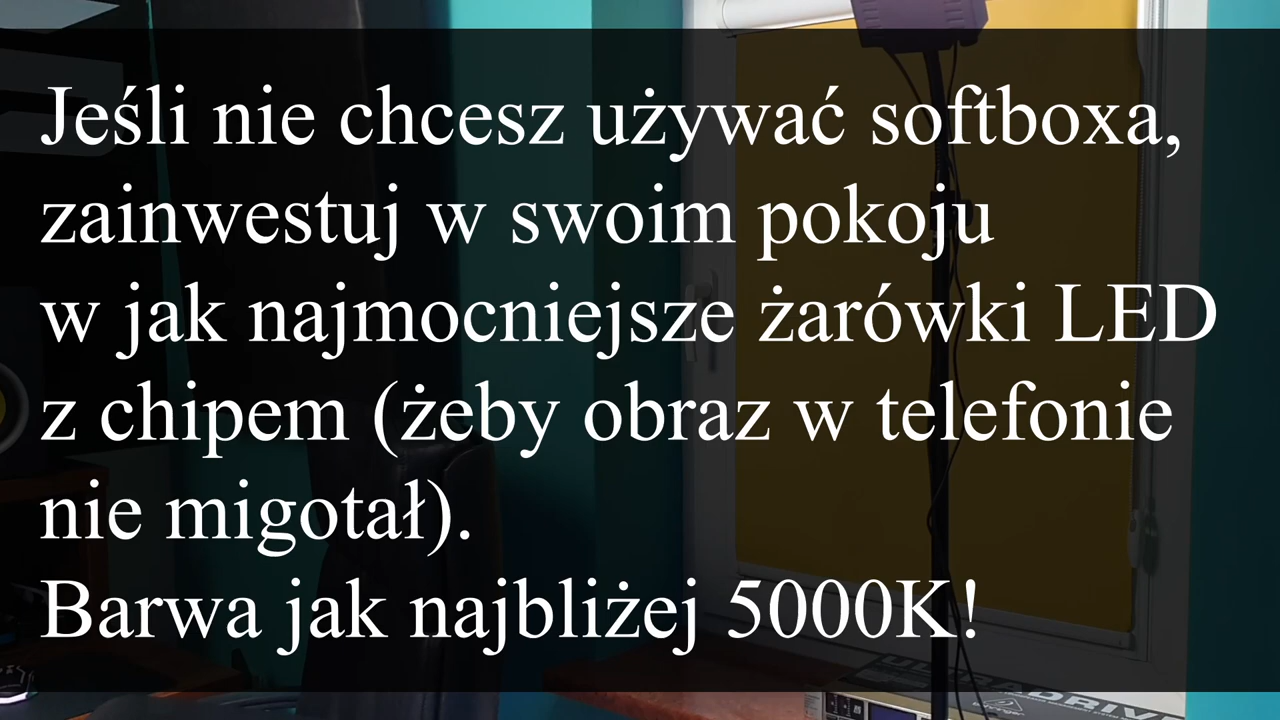 Jeśli nie chcesz używać softboxa,
zainwestuj w swoim pokoju
w jak najmocniejsze żarówki LED
z chipem (żeby obraz w telefonie
nie migotał).
Barwa jak najbliżej 5000K!
ULTRADRIVE